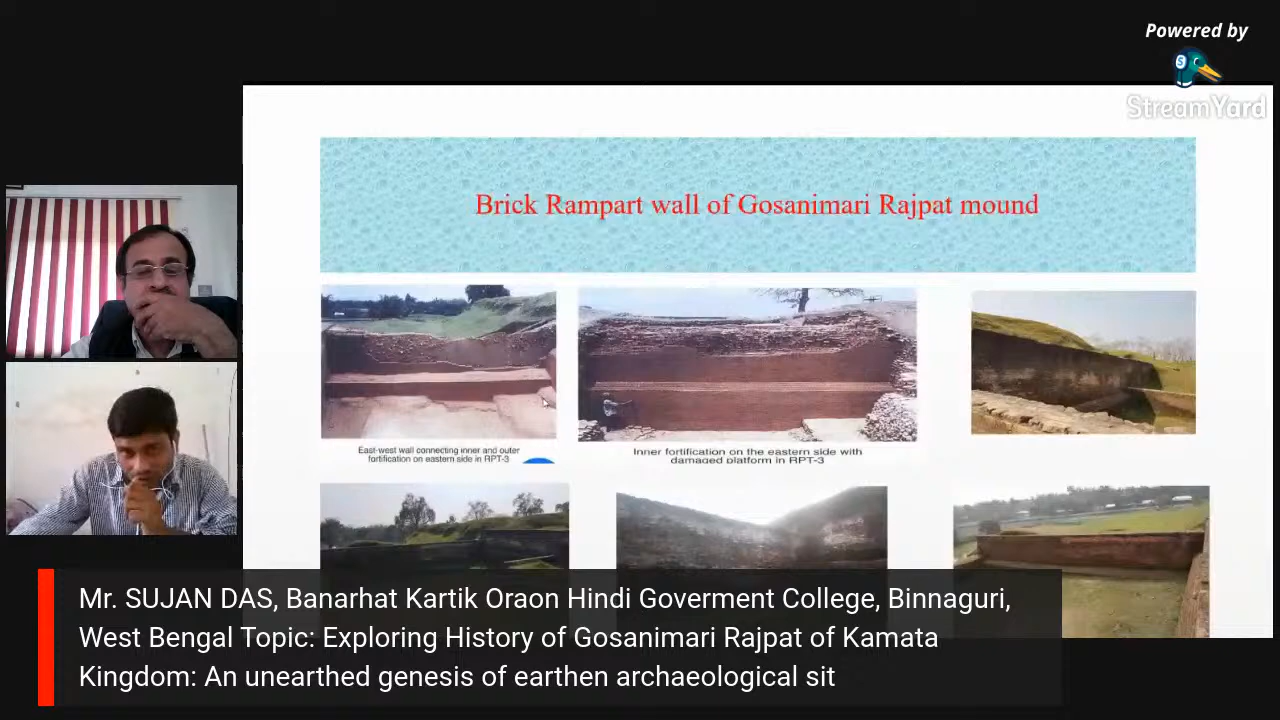 Powered by
StreamYard
Brick Rampart wall of Gosanimari Rajpat mound
East-west wall connecting inner and outer
fortification on eastern side in RPT-3
Inner fortification on the eastern side with
damaged platform in RPT-3
Mr. SUJAN DAS, Banarhat Kartik Oraon Hindi Goverment College, Binnaguri,
West Bengal Topic: Exploring History of Gosanimari Rajpat of Kamata
Kingdom: An unearthed genesis of earthen archaeological sit